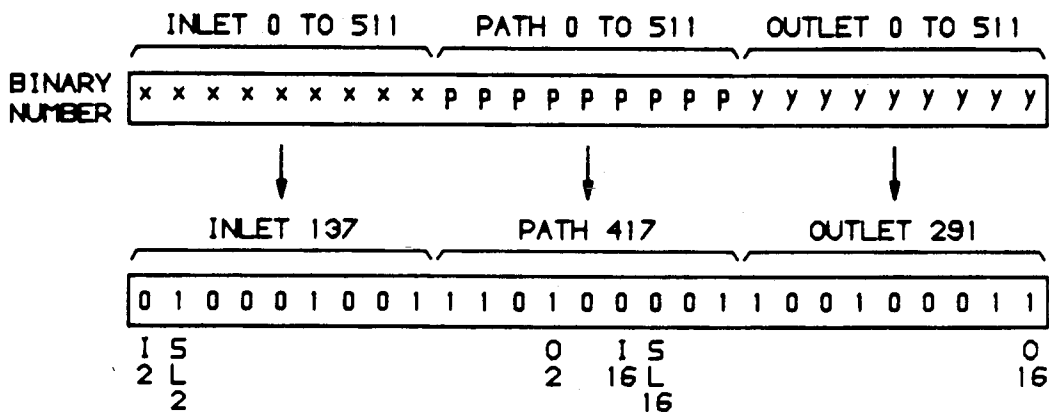 INLET 0 TO 511 PATH 0 TO 511 OUTLET 0 TO 511
BINARY NUMBER
x x x x x x x x x p p p p p p p p p y y y y y y y y y
INLET 137 PATH 417 OUTLET 291
0 1 0 0 0 1 0 0 1 1 1 0 1 0 0 0 0 1 1 0 0 1 0 0 0 1 1
I S O I S O
2 L 2 16 L 16
2 16